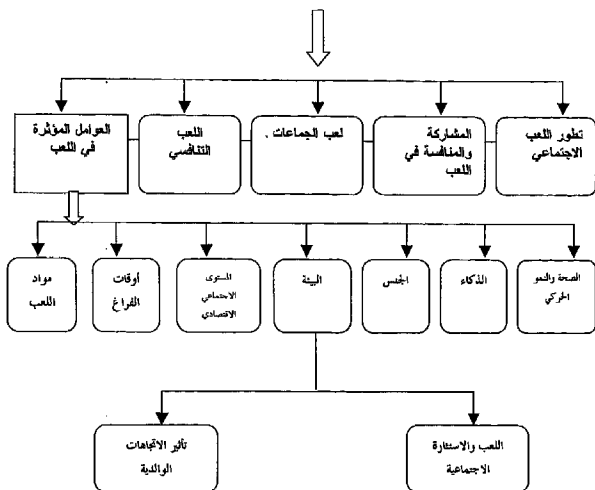 تطور اللعب
الاجتماعي
المشاركة
والمنافسة في
اللعب
لعب الجماعات .
اللعب
التنافسي
العوامل المؤثرة
في اللعب
الصحة والنمو
الحركي
الذكاء
الجنس
البيئة
المستوى
الاجتماعي
الاقتصادي
أوقات
الفراغ
مواد
اللعب
اللعب والاستثارة
الاجتماعية
تأثير الاتجاهات
الوالدية